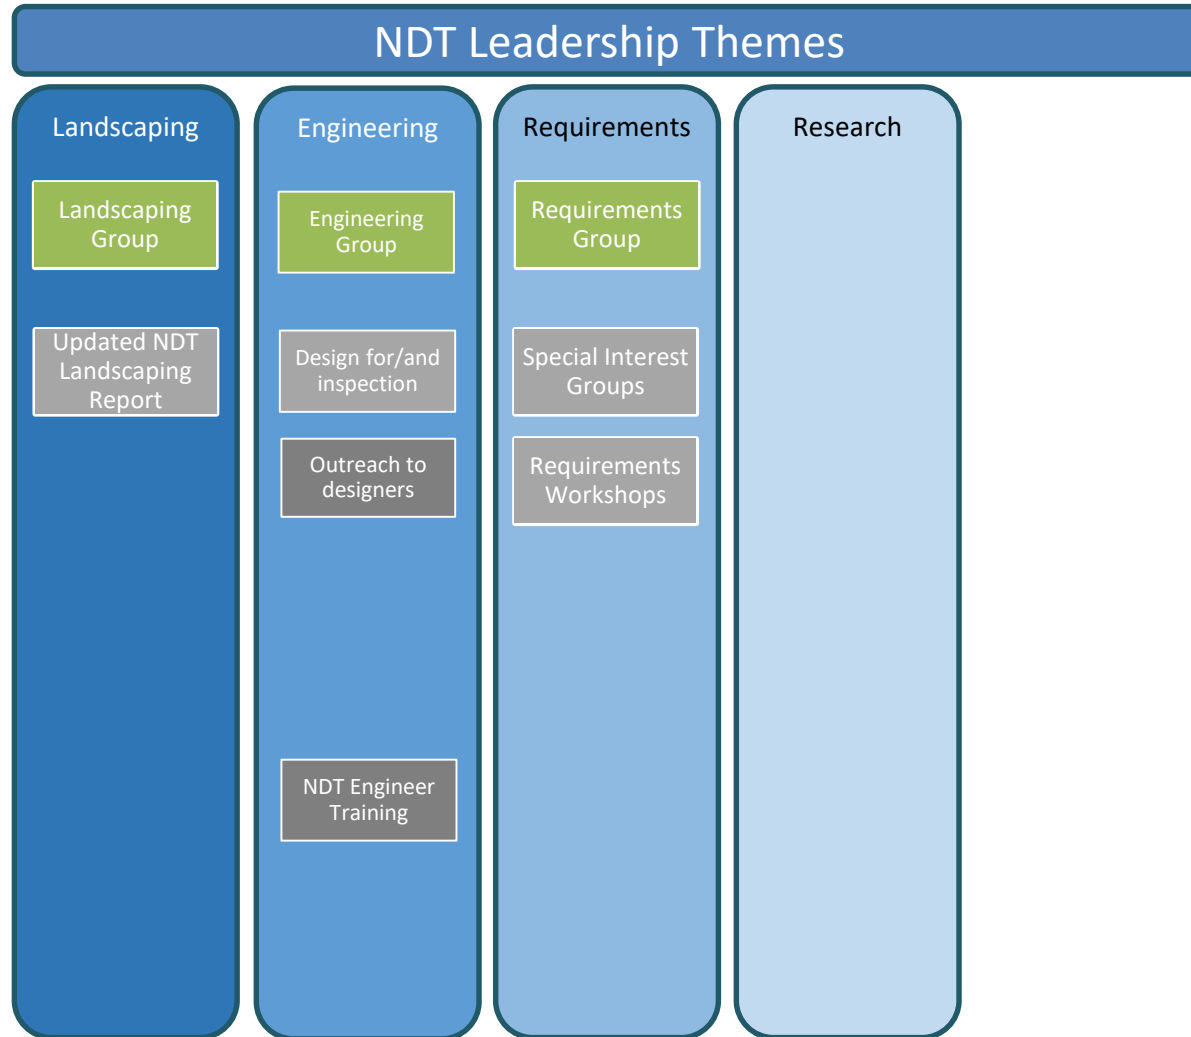 NDT Leadership Themes
Landscaping
Landscaping
Group
Updated NDT
Landscaping
Report
Engineering
Engineering
Group
Design for/and
inspection
Outreach to
designers
NDT Engineer
Training
Requirements
Requirements
Group
Special Interest
Groups
Requirements
Workshops
Research